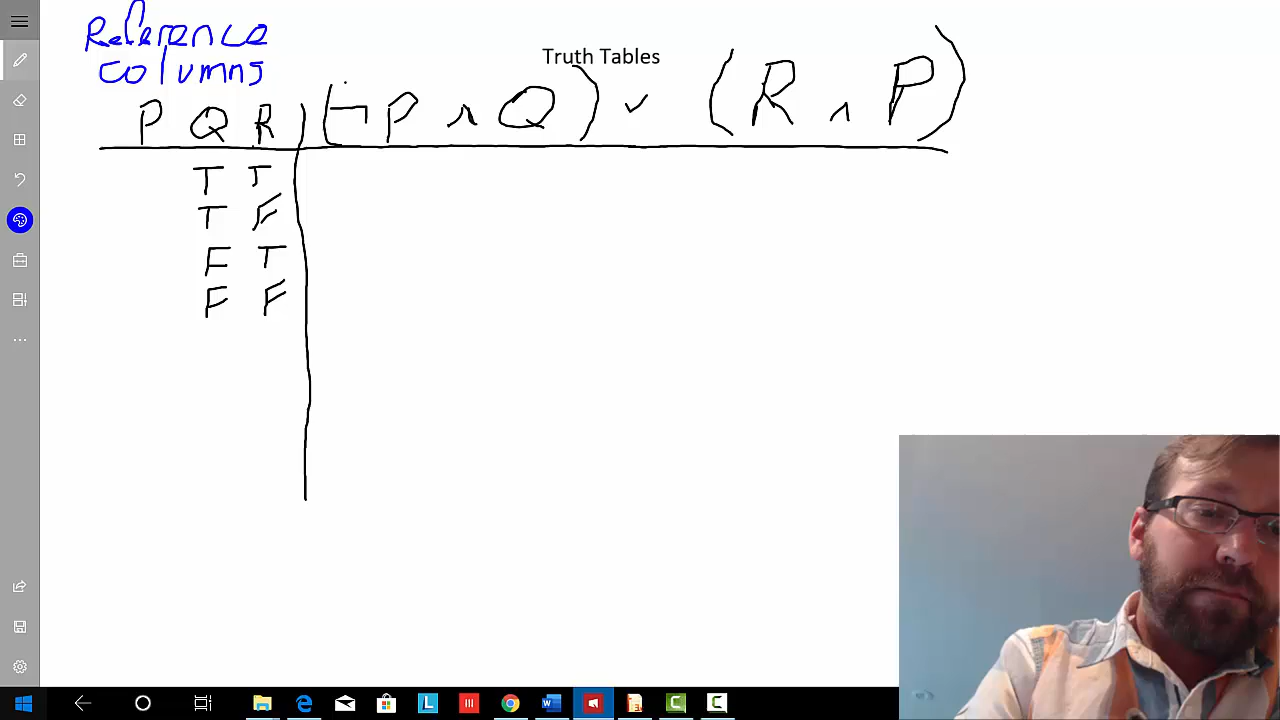 Reference
columns
Truth Tables
P Q R (¬P ∧ Q) ∨ (R ∧ P)
T T
T F
F T
F F